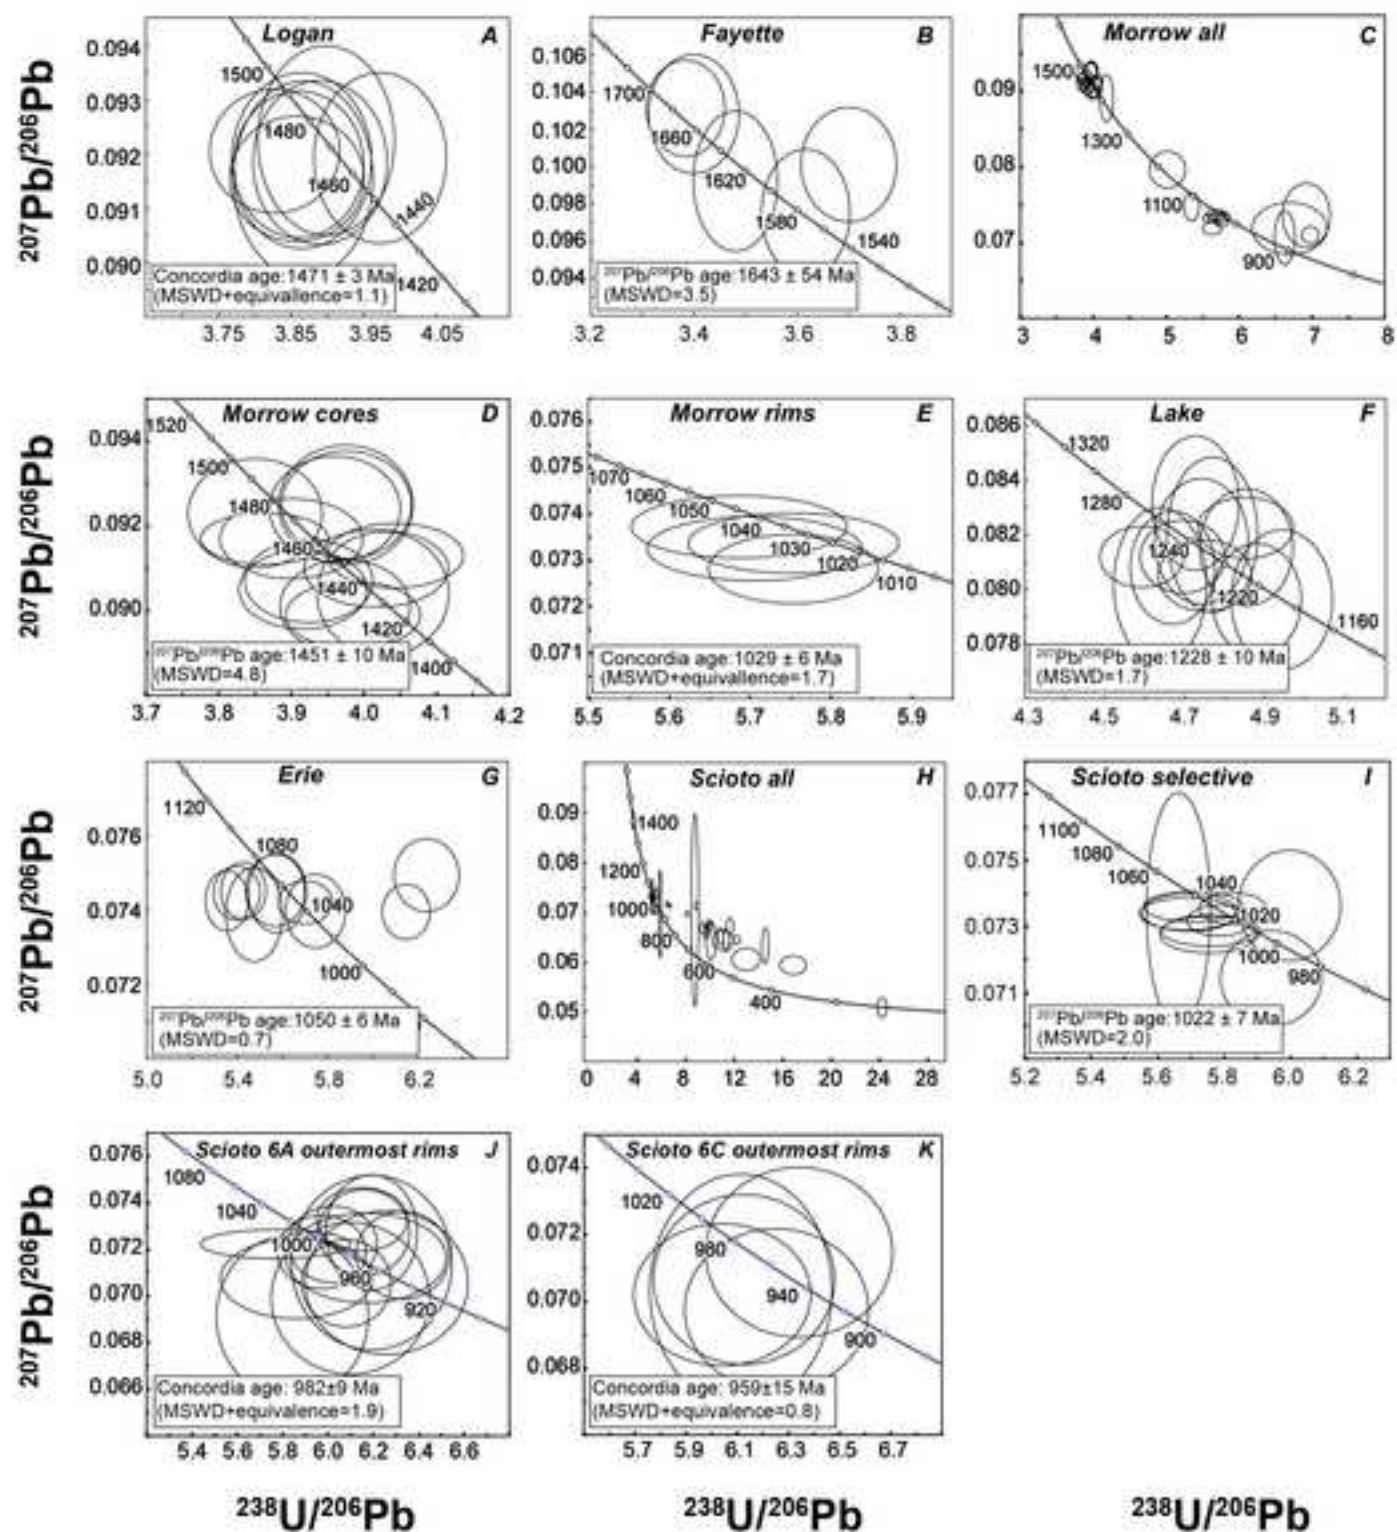 Logan A
0.094
0.093
0.092
0.091
0.090
1500
1480
1460
1440
1420
Concordia age:1471 ± 3 Ma
(MSWD+equivallence=1.1)
3.75 3.85 3.95 4.05
207Pb/206Pb
Fayette B
0.106
0.104
0.102
0.100
0.098
0.096
0.094
1700
1660
1620
1580
1540
207Pb/206Pb age:1643 ± 54 Ma
(MSWD=3.5)
3.2 3.4 3.6 3.8
Morrow all C
0.09
0.08
0.07
1500
1300
1100
900
3 4 5 6 7 8
Morrow cores D
0.094
0.092
0.090
1520
1500
1480
1460
1440
1420
1400
207Pb/206Pb age:1451 ± 10 Ma
(MSWD=4.8)
3.7 3.8 3.9 4.0 4.1 4.2
207Pb/206Pb
Morrow rims E
0.076
0.075
0.074
0.073
0.072
0.071
1070
1060
1050
1040
1030
1020
1010
Concordia age:1029 ± 6 Ma
(MSWD+equivallence=1.7)
5.5 5.6 5.7 5.8 5.9
Lake F
0.086
0.084
0.082
0.080
0.078
1320
1280
1240
1220
1160
207Pb/206Pb age:1228 ± 10 Ma
(MSWD=1.7)
4.3 4.5 4.7 4.9 5.1
Erie G
0.076
0.074
0.072
1120
1080
1040
1000
207Pb/206Pb age:1050 ± 6 Ma
(MSWD=0.7)
5.0 5.4 5.8 6.2
207Pb/206Pb
Scioto all H
0.09
0.08
0.07
0.06
0.05
1400
1200
1000
800
600
400
0 4 8 12 16 20 24 28
Scioto selective I
0.077
0.075
0.073
0.071
1100
1080
1060
1040
1020
1000
980
207Pb/206Pb age:1022 ± 7 Ma
(MSWD=2.0)
5.2 5.4 5.6 5.8 6.0 6.2
Scioto 6A outermost rims J
0.076
0.074
0.072
0.070
0.068
0.066
1080
1040
1000
960
920
Concordia age: 982±9 Ma
(MSWD+equivalence=1.9)
5.4 5.6 5.8 6.0 6.2 6.4 6.6
207Pb/206Pb
Scioto 6C outermost rims K
0.074
0.072
0.070
0.068
1020
980
940
900
Concordia age: 959±15 Ma
(MSWD+equivalence=0.8)
5.7 5.9 6.1 6.3 6.5 6.7
238U/206Pb 238U/206Pb 238U/206Pb